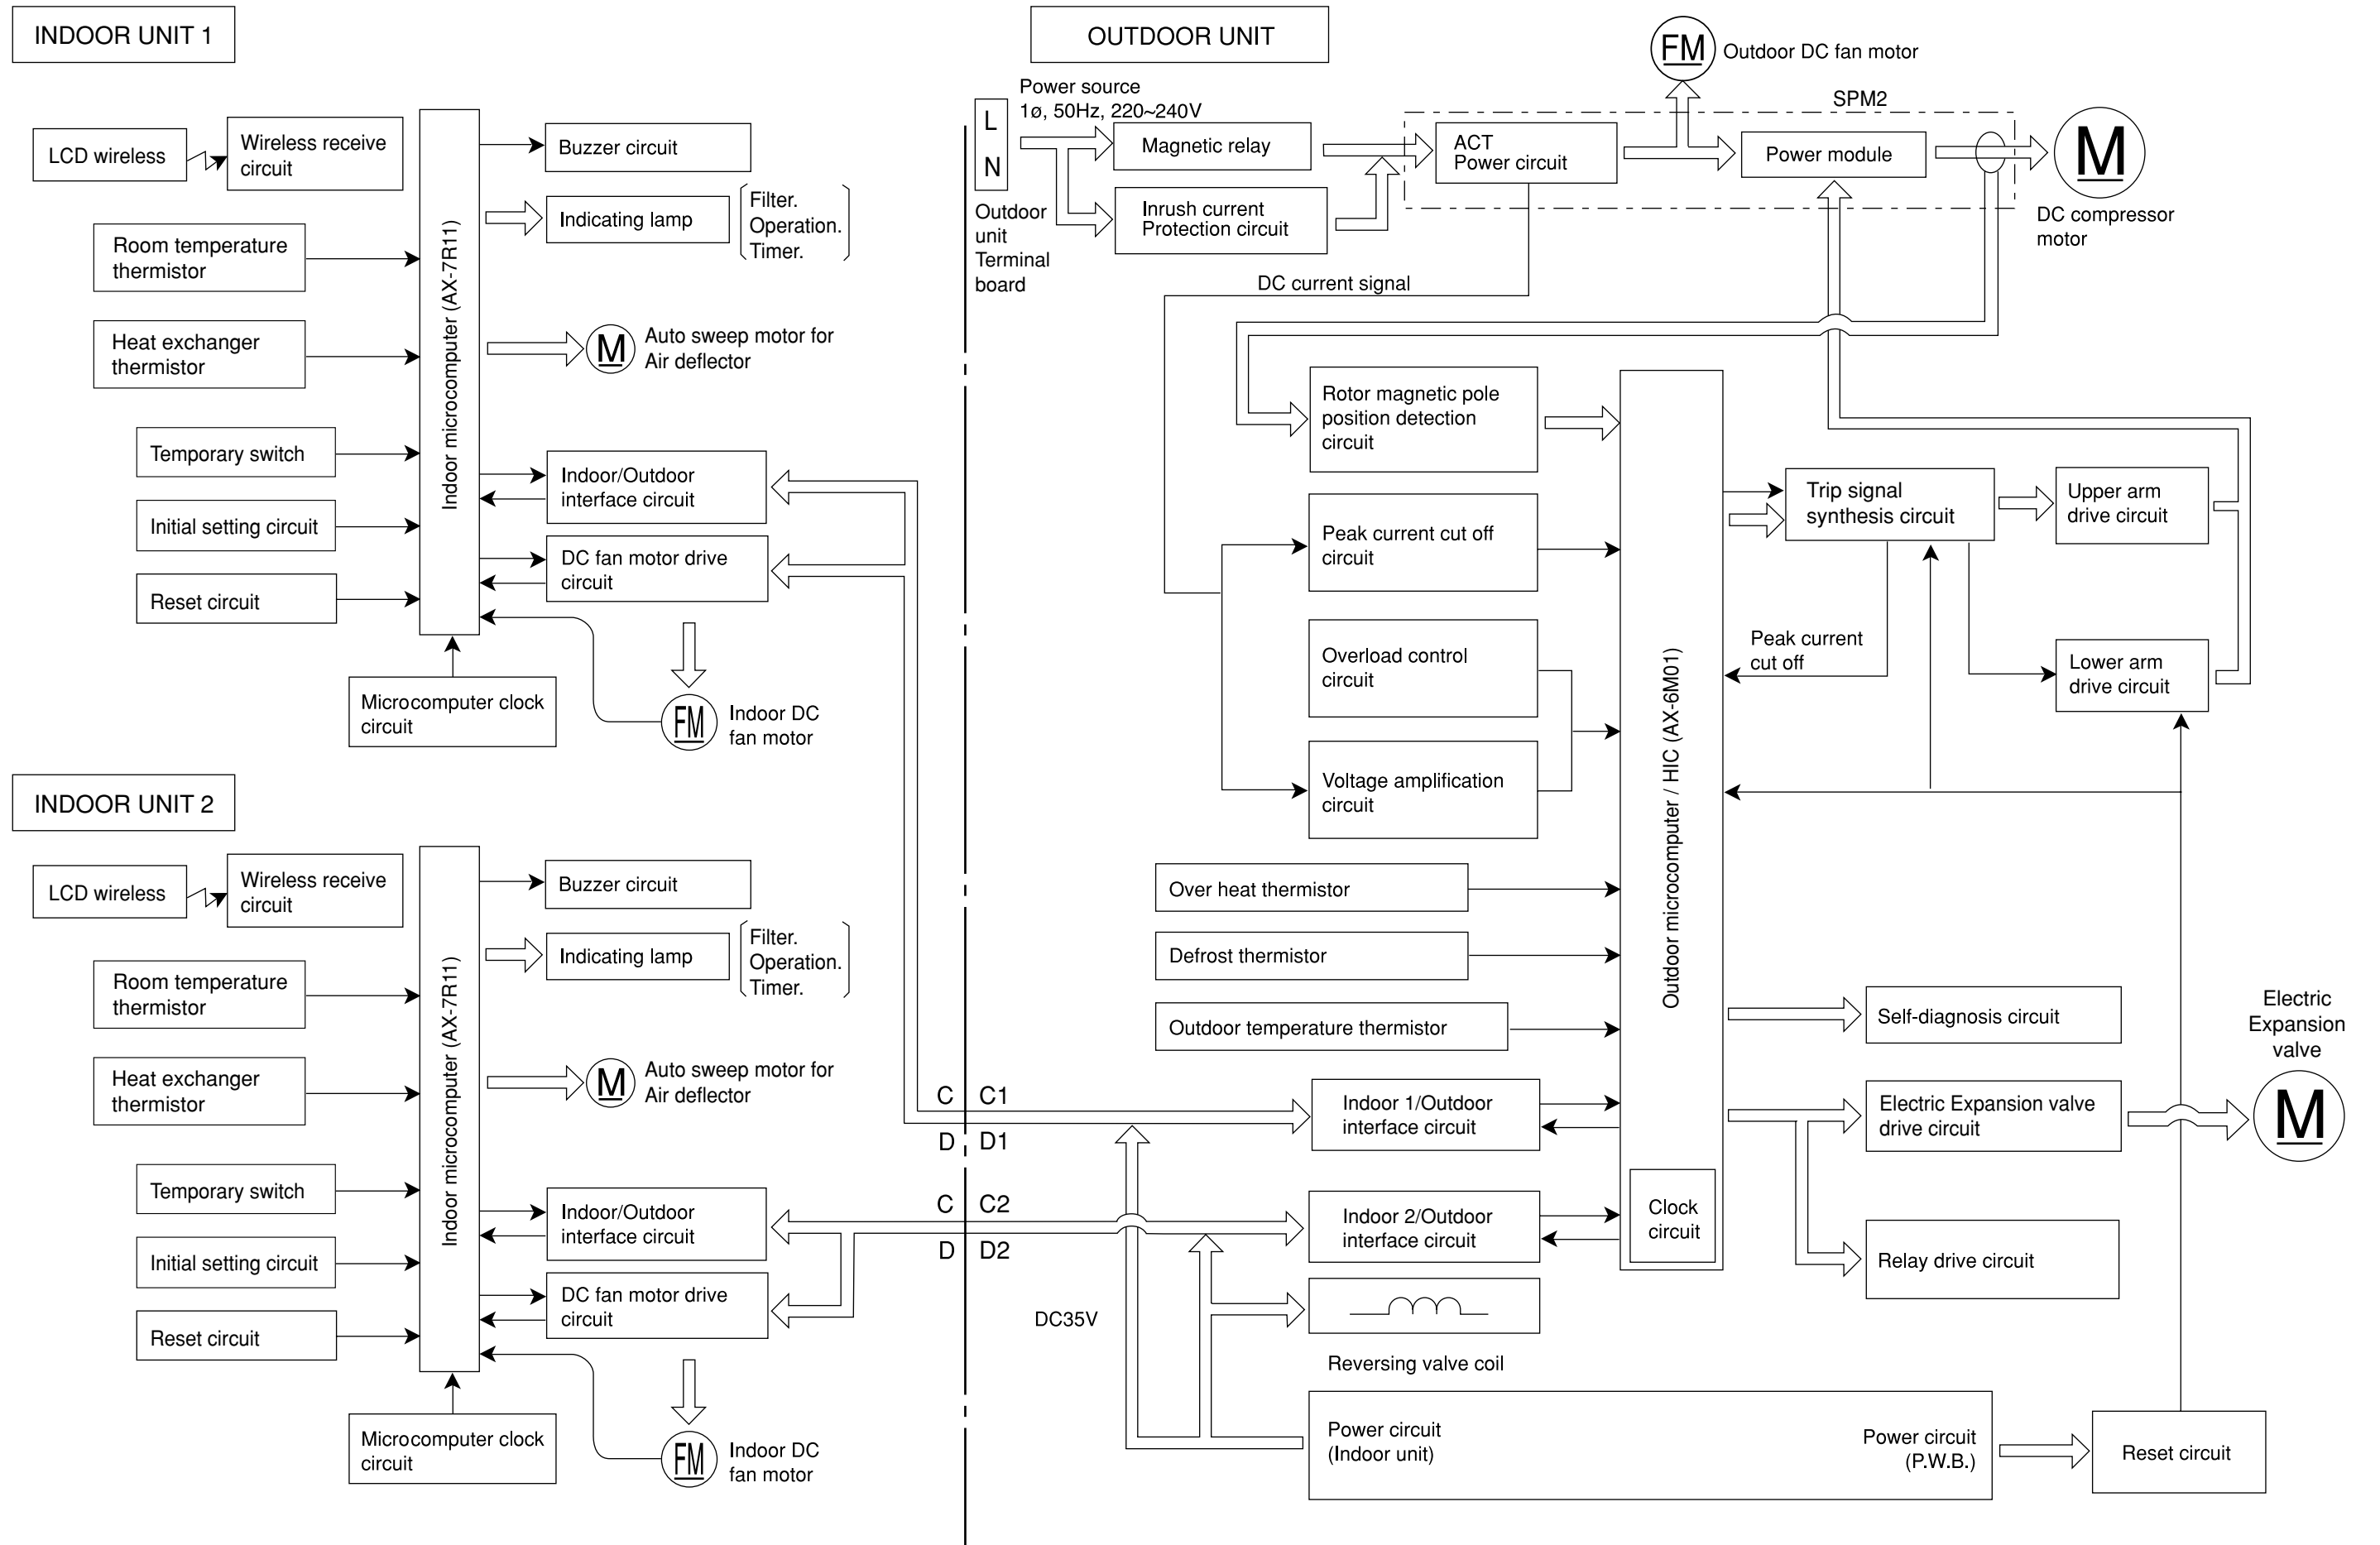 INDOOR UNIT 1
LCD wireless
Wireless receive
circuit
Room temperature
thermistor
Heat exchanger
thermistor
Temporary switch
Initial setting circuit
Reset circuit
Indoor microcomputer (AX-7R11)
Microcomputer clock
circuit
Buzzer circuit
Indicating lamp
Filter.
Operation.
Timer.
M
Auto sweep motor for
Air deflector
Indoor/Outdoor
interface circuit
DC fan motor drive
circuit
FM
Indoor DC
fan motor
INDOOR UNIT 2
LCD wireless
Wireless receive
circuit
Room temperature
thermistor
Heat exchanger
thermistor
Temporary switch
Initial setting circuit
Reset circuit
Indoor microcomputer (AX-7R11)
Microcomputer clock
circuit
Buzzer circuit
Indicating lamp
Filter.
Operation.
Timer.
M
Auto sweep motor for
Air deflector
Indoor/Outdoor
interface circuit
DC fan motor drive
circuit
FM
Indoor DC
fan motor
C C1
D D1
C C2
D D2
OUTDOOR UNIT
Power source
1ø, 50Hz, 220~240V
L
N
Outdoor
unit
Terminal
board
Magnetic relay
Inrush current
Protection circuit
ACT
Power circuit
FM
Outdoor DC fan motor
SPM2
Power module
M
DC compressor
motor
DC current signal
Rotor magnetic pole
position detection
circuit
Peak current cut off
circuit
Overload control
circuit
Voltage amplification
circuit
Over heat thermistor
Defrost thermistor
Outdoor temperature thermistor
Indoor 1/Outdoor
interface circuit
Indoor 2/Outdoor
interface circuit
Outdoor microcomputer / HIC (AX-6M01)
Clock
circuit
Trip signal
synthesis circuit
Upper arm
drive circuit
Peak current
cut off
Lower arm
drive circuit
Self-diagnosis circuit
Electric Expansion valve
drive circuit
Electric
Expansion
valve
M
Relay drive circuit
DC35V
Reversing valve coil
Power circuit
(Indoor unit)
Power circuit
(P.W.B.)
Reset circuit